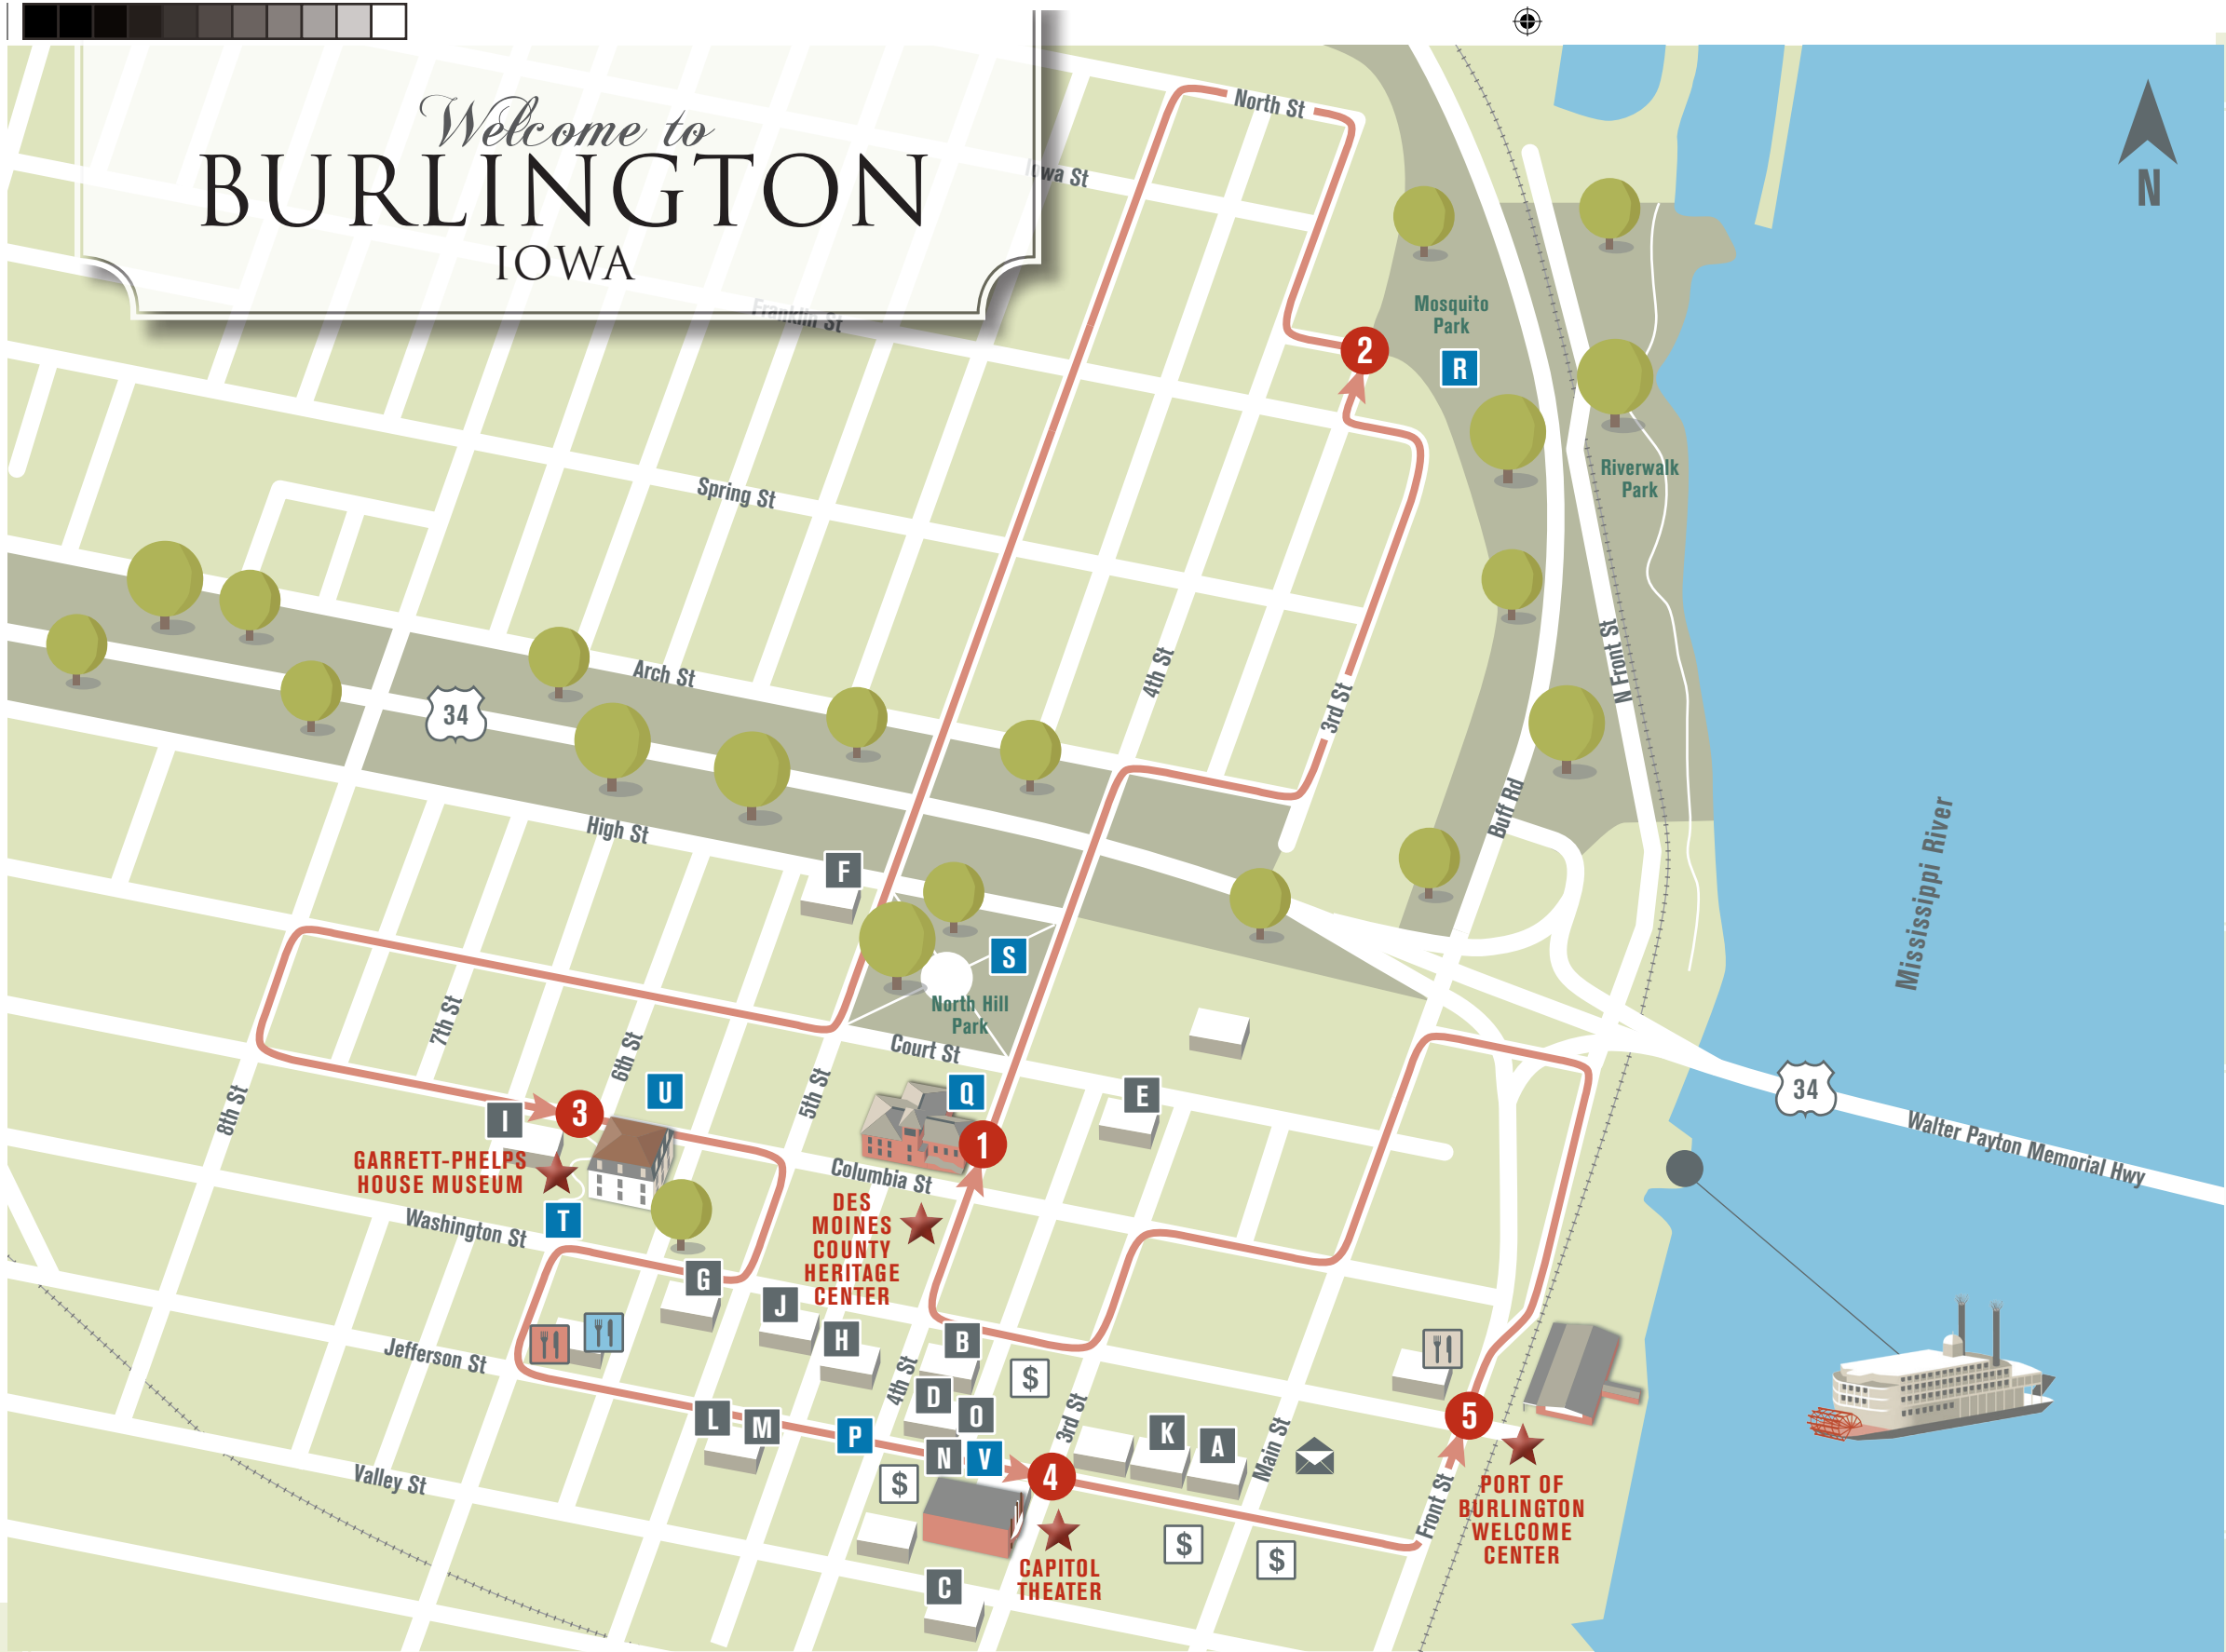 Welcome to
BURLINGTON
IOWA
N
North St
Iowa St
Franklin St
Mosquito
Park
R
2
Riverwalk
Park
Spring St
Arch St
34
4th St
3rd St
N Front St
Buff Rd
High St
F
S
North Hill
Park
Mississippi River
Court St
7th St
6th St
5th St
8th St
U
Q
E
34
Walter Payton Memorial Hwy
I
3
1
GARRETT-PHELPS
HOUSE MUSEUM
Columbia St
T
Washington St
DES
MOINES
COUNTY
HERITAGE
CENTER
G
J
H
B
Jefferson St
4th St
$
D
O
3rd St
L
M
P
N
V
4
K
A
Main St
5
Front St
PORT OF
BURLINGTON
WELCOME
CENTER
Valley St
$
$
$
CAPITOL
THEATER
C